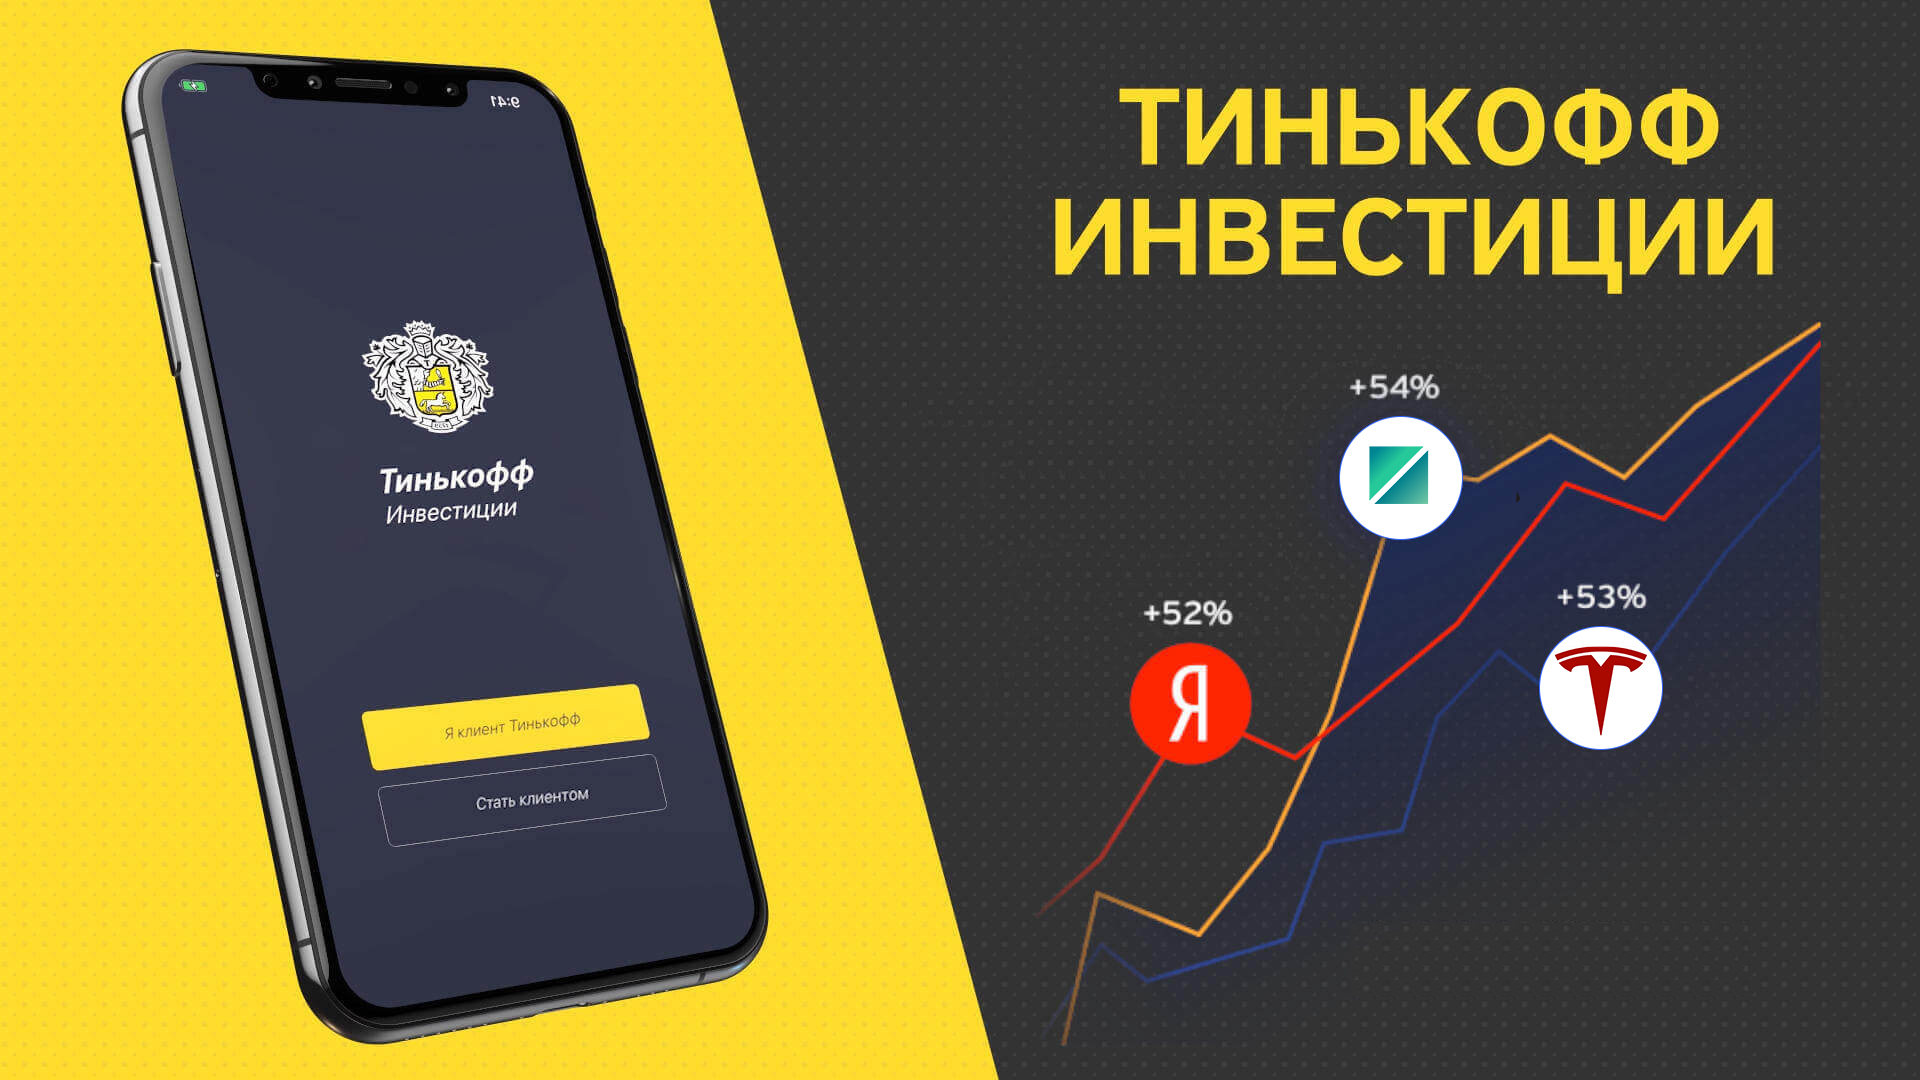 9:41
Тинькофф
Инвестиции
Я клиент Тинькофф
Стать клиентом
ТИНЬКОФФ
ИНВЕСТИЦИИ
+54%
+52%
Я
+53%